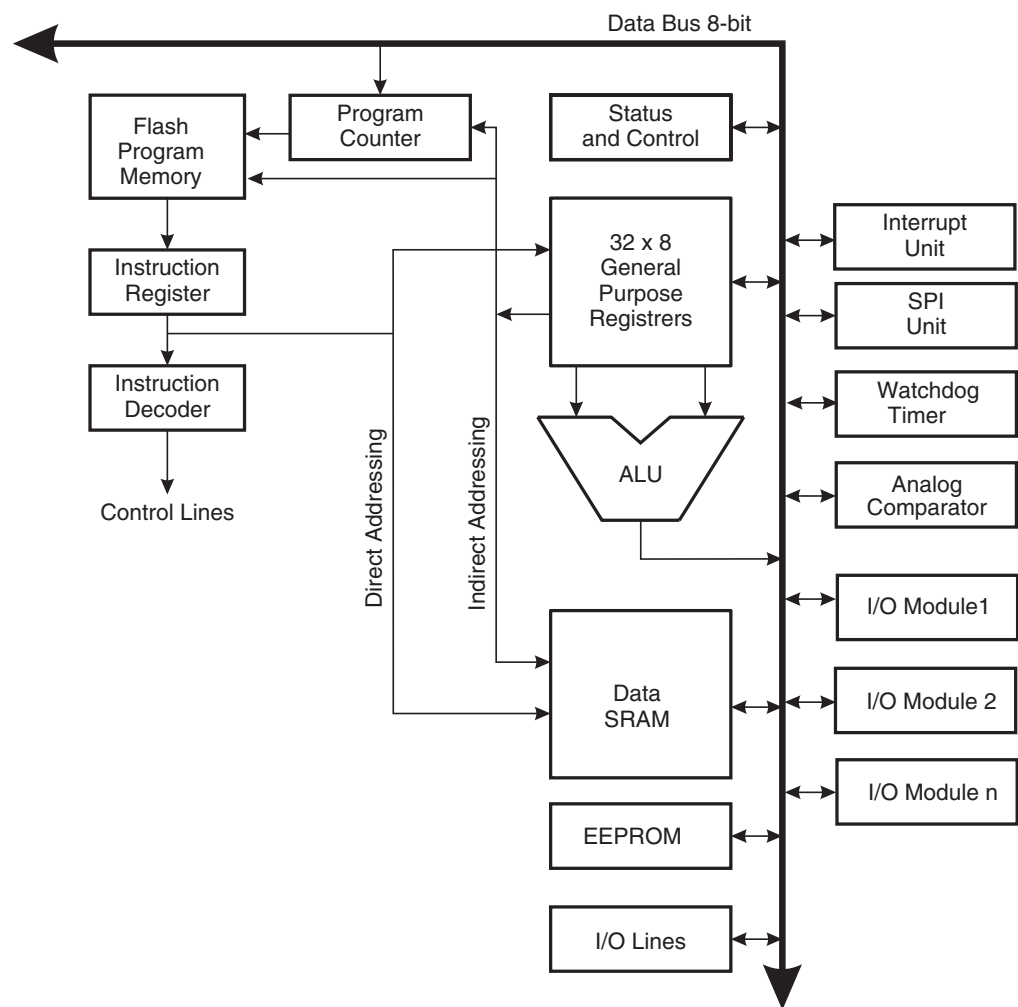 Data Bus 8-bit
Flash
Program
Memory
Program
Counter
Status
and Control
32 x 8
General
Purpose
Registrers
Interrupt
Unit
Instruction
Register
SPI
Unit
Instruction
Decoder
Watchdog
Timer
ALU
Analog
Comparator
Control Lines
Direct Addressing
Indirect Addressing
I/O Module1
Data
SRAM
I/O Module 2
I/O Module n
EEPROM
I/O Lines